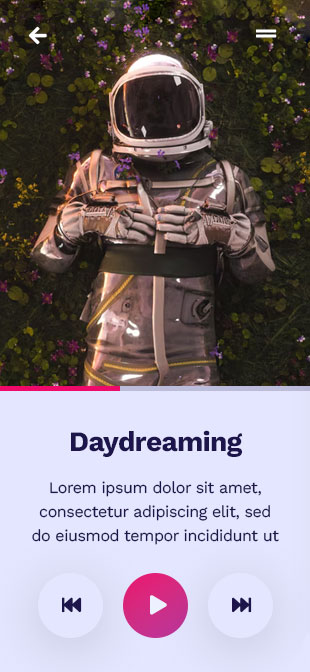 Daydreaming
Lorem ipsum dolor sit amet,
consectetur adipiscing elit, sed
do eiusmod tempor incididunt ut